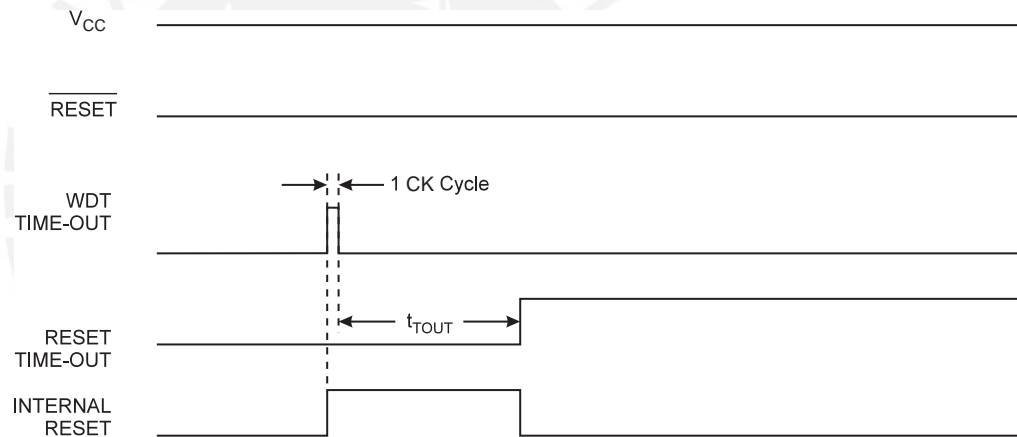 VCC
RESET
1 CK Cycle
WDT
TIME-OUT
tTOUT
RESET
TIME-OUT
INTERNAL
RESET